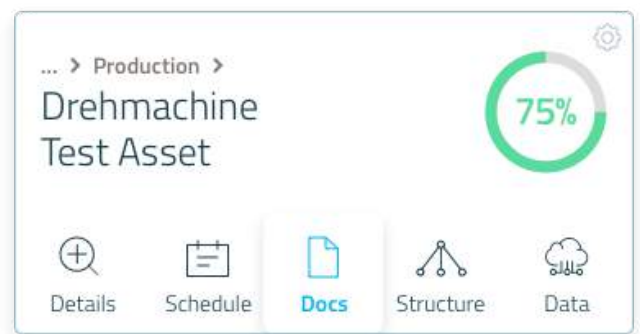 ... > Production >
Drehmachine
Test Asset
75%
Details
Schedule
Docs
Structure
Data